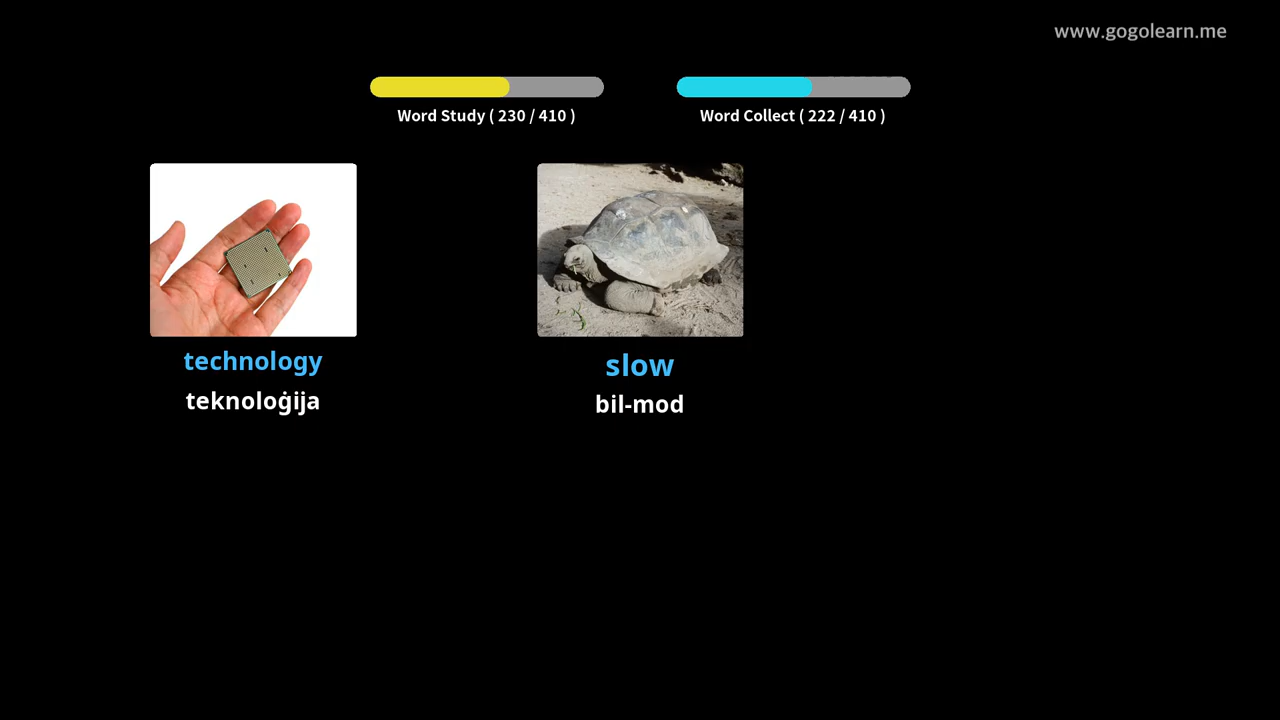 www.gogolearn.me
Word Study ( 230 / 410 )
Word Collect ( 222 / 410 )
technology
teknoloġija
slow
bil-mod